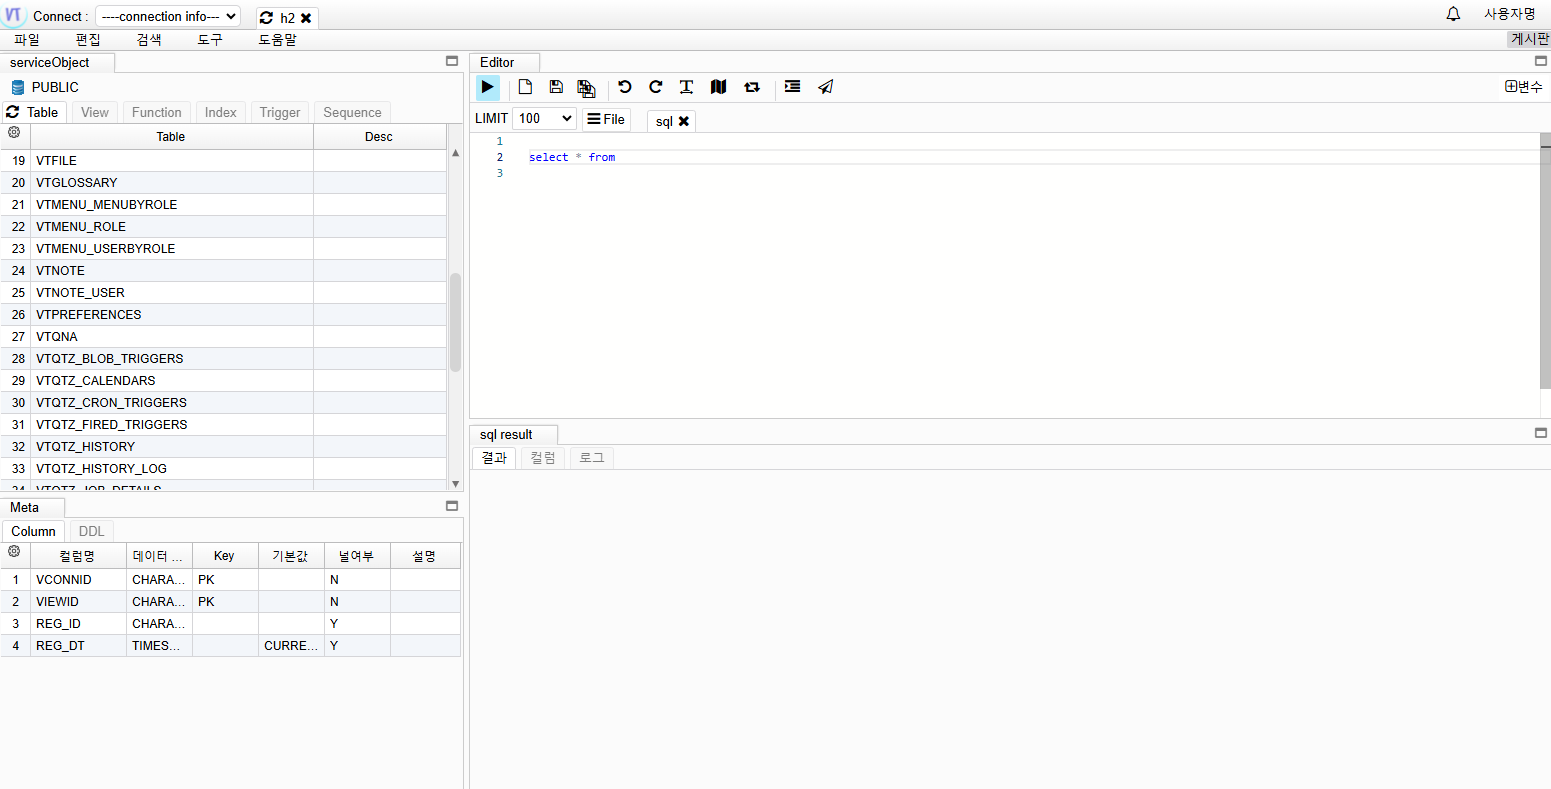 VT Connect : ----connection info--- h2 사용자명
파일 편집 검색 도구 도움말 게시판
serviceObject
PUBLIC
Table View Function Index Trigger Sequence
Table Desc
19 VTFILE
20 VTGLOSSARY
21 VTMENU_MENUBYROLE
22 VTMENU_ROLE
23 VTMENU_USERBYROLE
24 VTNOTE
25 VTNOTE_USER
26 VTPREFERENCES
27 VTQNA
28 VTQTZ_BLOB_TRIGGERS
29 VTQTZ_CALENDARS
30 VTQTZ_CRON_TRIGGERS
31 VTQTZ_FIRED_TRIGGERS
32 VTQTZ_HISTORY
33 VTQTZ_HISTORY_LOG
34 VTQTZ_JOB_DETAILS
Meta
Column DDL
컬럼명 데이터 ... Key 기본값 널여부 설명
1 VCONNID CHARA... PK N
2 VIEWID CHARA... PK N
3 REG_ID CHARA... Y
4 REG_DT TIMES... CURRE... Y
Editor
변수
LIMIT 100 File sql
1
2 select * from
3
sql result
결과 컬럼 로그